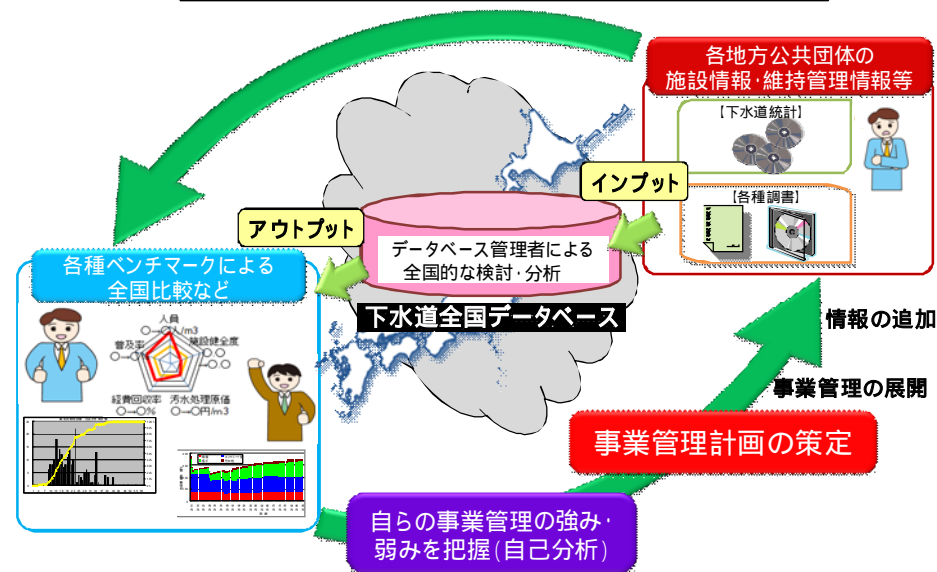 各地方公共団体の
施設情報・維持管理情報等
【下水道統計】
インプット
【各種調書】
アウトプット
データベース管理者による
全国的な検討・分析
下水道全国データベース
各種ベンチマークによる
全国比較など
人員
○→○人/m3
普及率
○→○%
施設健全度
○→○
経費回収率
○→○%
汚水処理原価
○→○円/m3
情報の追加
事業管理の展開
事業管理計画の策定
自らの事業管理の強み・
弱みを把握(自己分析)